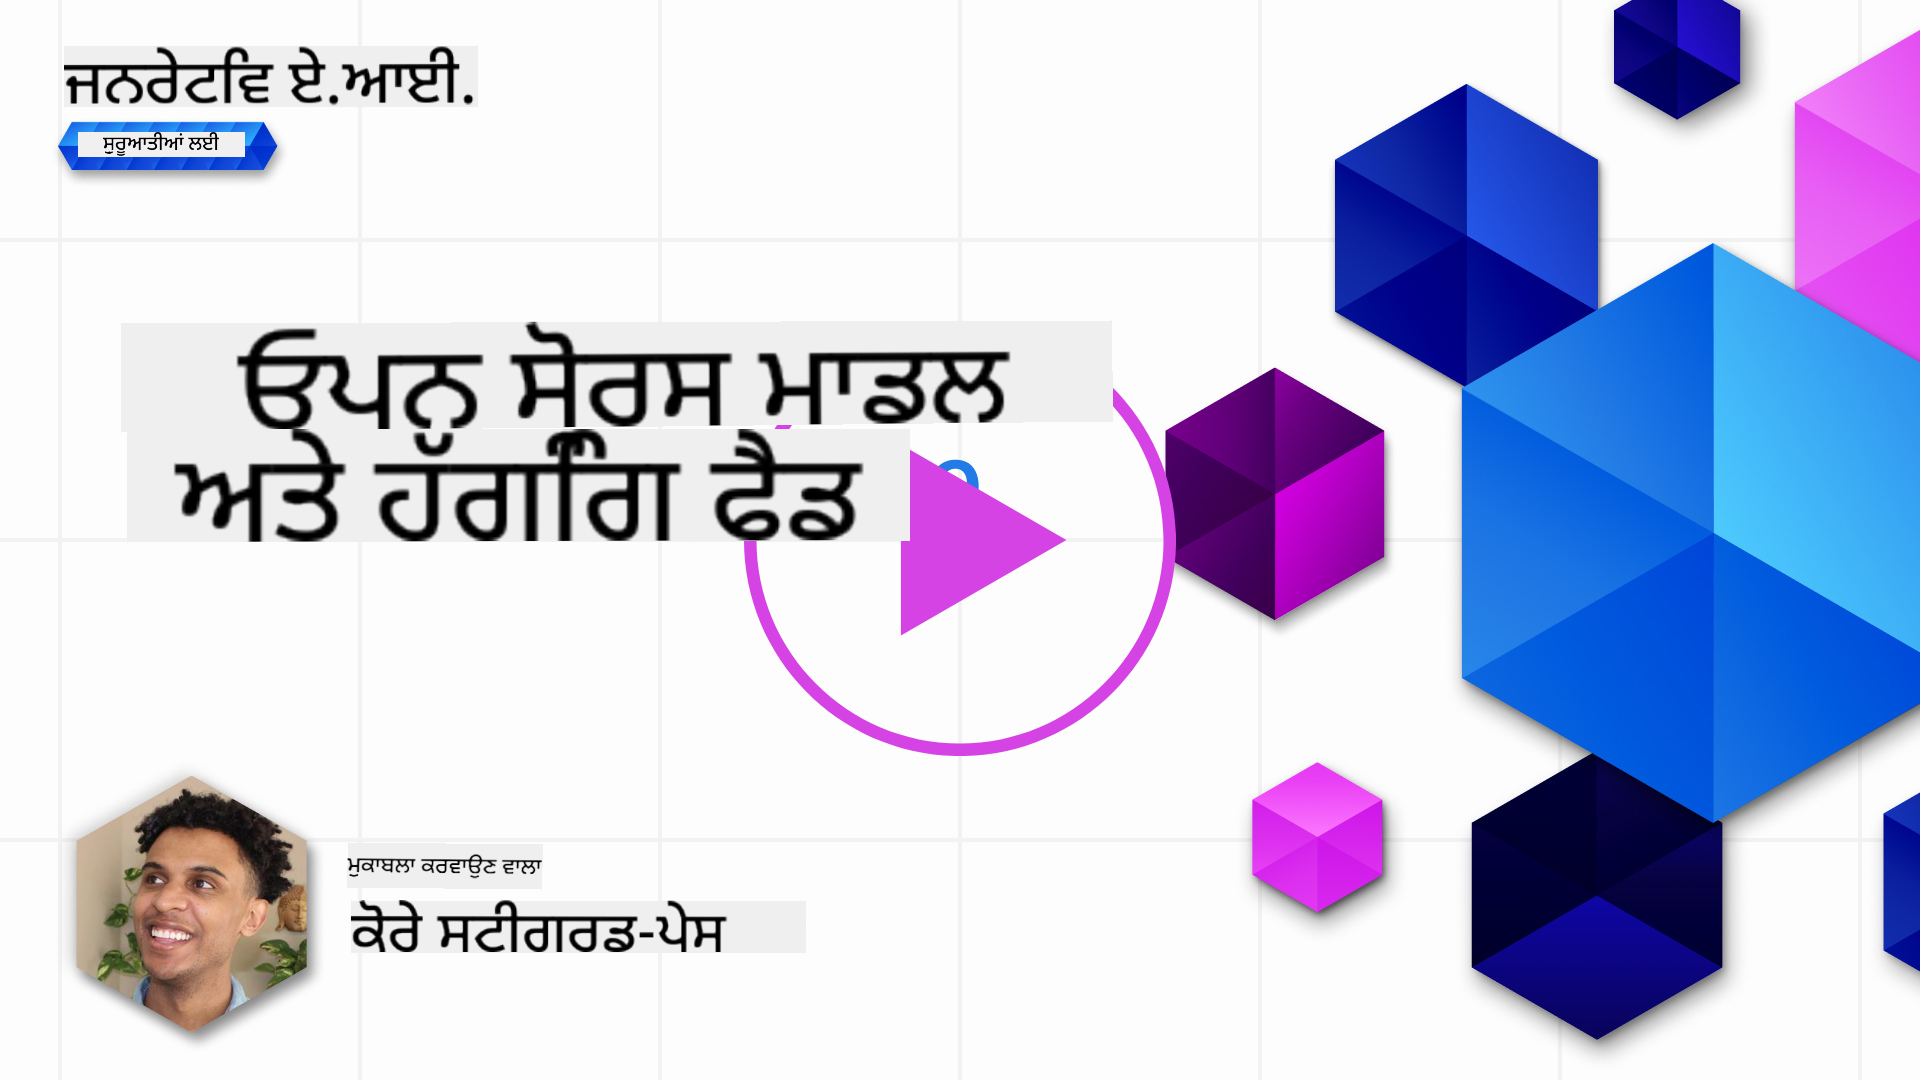 ਜਨਰੇਟਿਵ ਏ.ਆਈ.
ਸੁਰੂਆਤੀਆਂ ਲਈ
ਓਪਨ ਸੋਰਸ ਮਾਡਲ
ਅਤੇ ਹੱਗਿੰਗ ਫੈਡ
ਮੁਕਾਬਲਾ ਕਰਵਾਉਣ ਵਾਲਾ
ਕੋਰੇ ਸਟੀਗਰਡ-ਪੇਸ